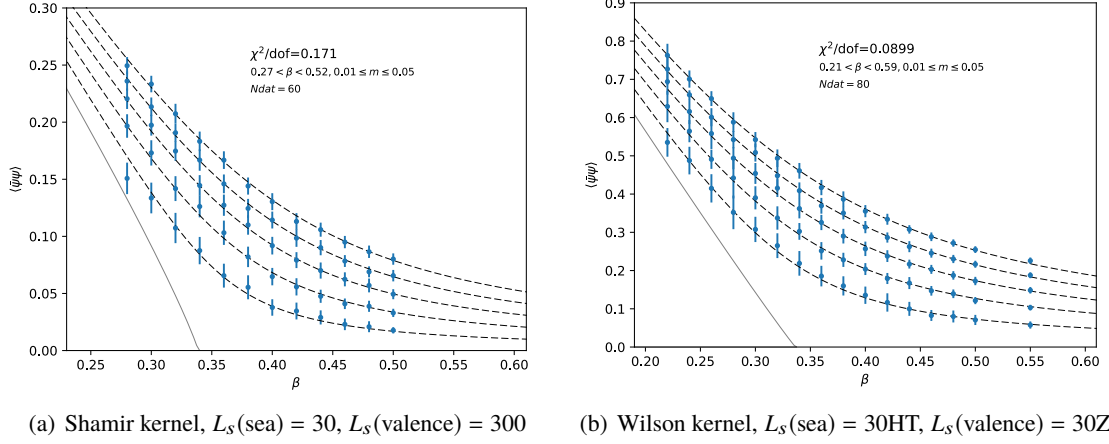 χ²/dof=0.171
0.27 < β < 0.52, 0.01 ≤ m ≤ 0.05
Ndat = 60
0.30
0.25
0.20
0.15
0.10
0.05
0.00
⟨ψ̄ψ⟩
0.25 0.30 0.35 0.40 0.45 0.50 0.55 0.60
β
(a) Shamir kernel, Lₛ(sea) = 30, Lₛ(valence) = 300
χ²/dof=0.0899
0.21 < β < 0.59, 0.01 ≤ m ≤ 0.05
Ndat = 80
0.9
0.8
0.7
0.6
0.5
0.4
0.3
0.2
0.1
0.0
⟨ψ̄ψ⟩
0.20 0.25 0.30 0.35 0.40 0.45 0.50 0.55 0.60
β
(b) Wilson kernel, Lₛ(sea) = 30HT, Lₛ(valence) = 30Z